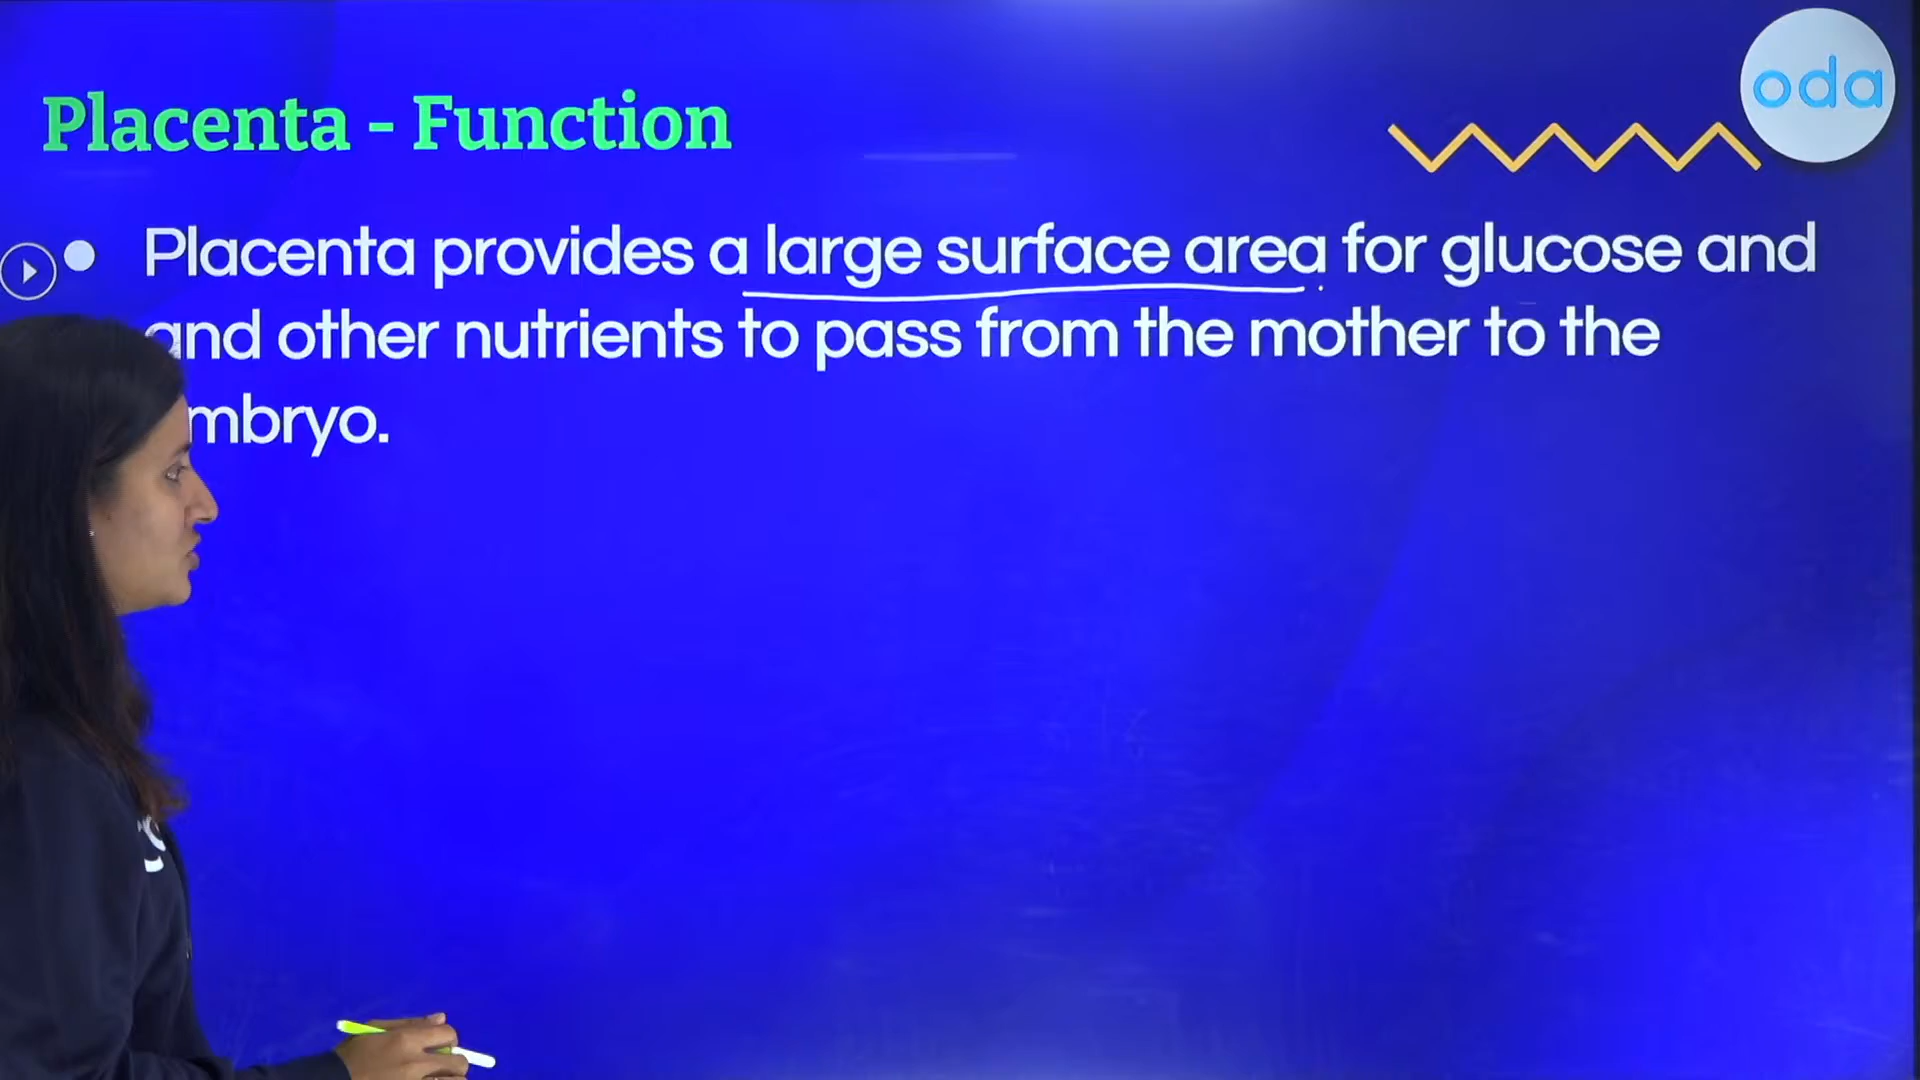 oda
Placenta - Function
Placenta provides a large surface area for glucose and
and other nutrients to pass from the mother to the
embryo.